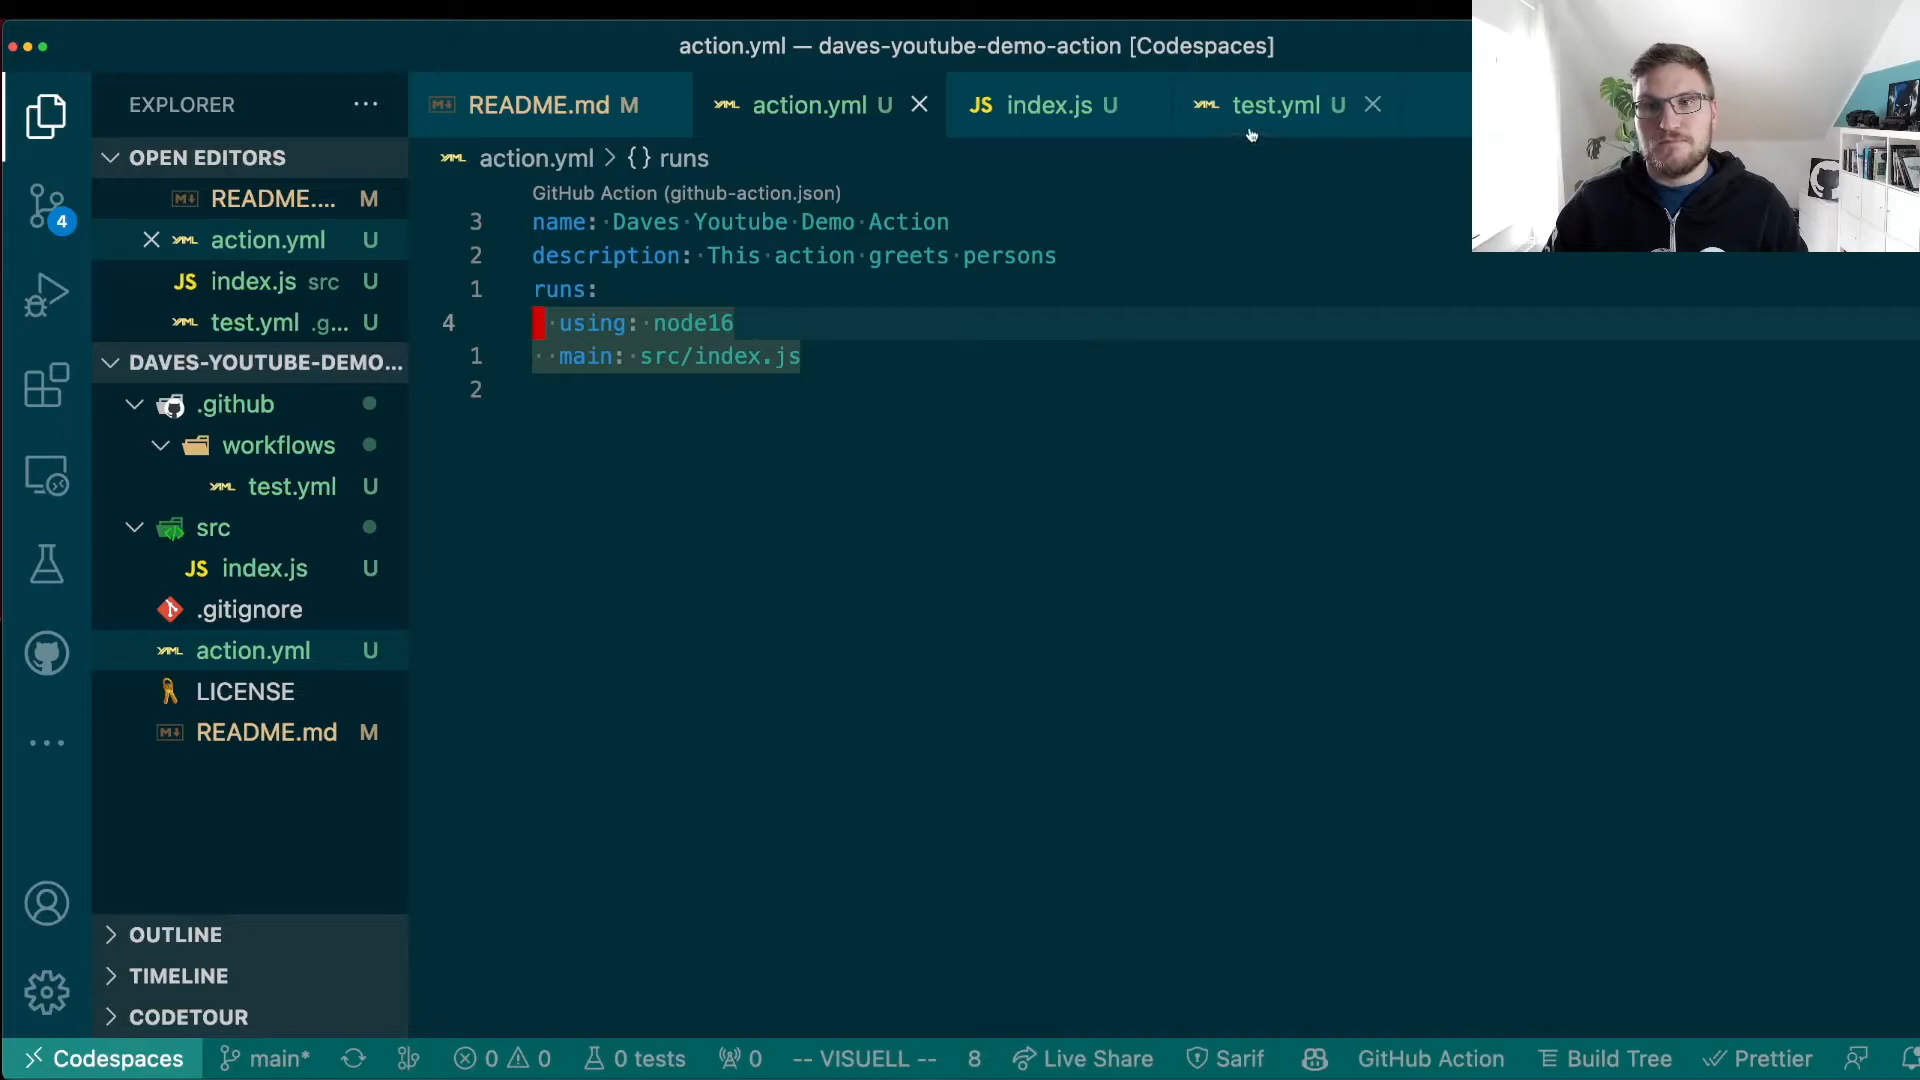 action.yml — daves-youtube-demo-action [Codespaces]
EXPLORER
OPEN EDITORS
README.... M
action.yml U
index.js src U
test.yml .g... U
DAVES-YOUTUBE-DEMO...
.github
workflows
test.yml U
src
JS index.js U
.gitignore
action.yml U
LICENSE
README.md M
OUTLINE
TIMELINE
CODETOUR
README.md M
action.yml U
JS index.js U
test.yml U
action.yml > {} runs
GitHub Action (github-action.json)
3 name: Daves Youtube Demo Action
2 description: This action greets persons
1 runs:
4 using: node16
1 main: src/index.js
2
4
Codespaces main* 0 0 0 tests 0 -- VISUELL -- 8 Live Share Sarif GitHub Action Build Tree Prettier